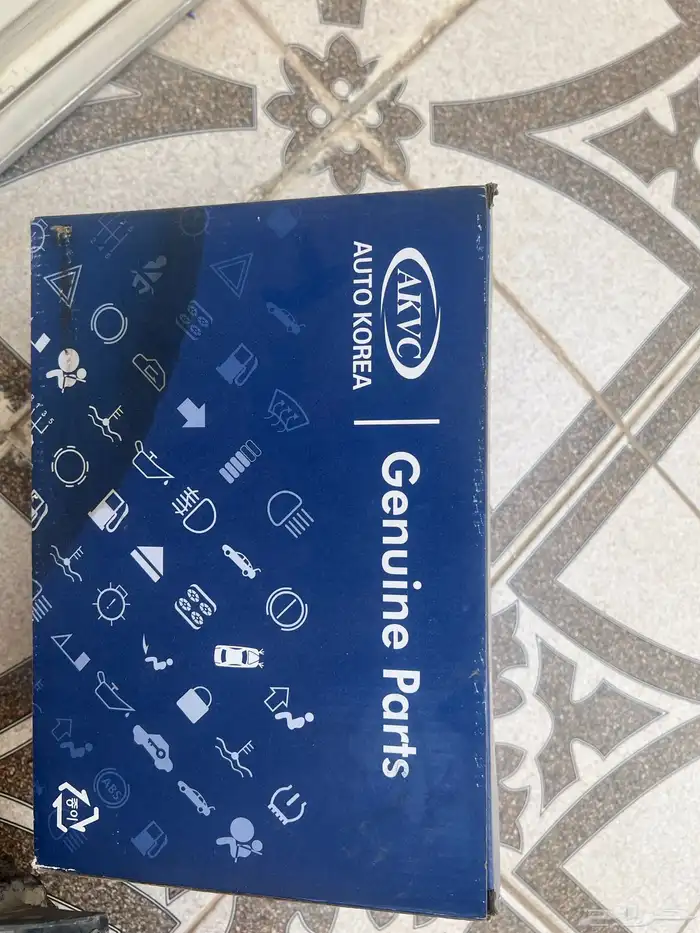 AKVC
AUTO KOREA
Genuine Parts
ABS
종이